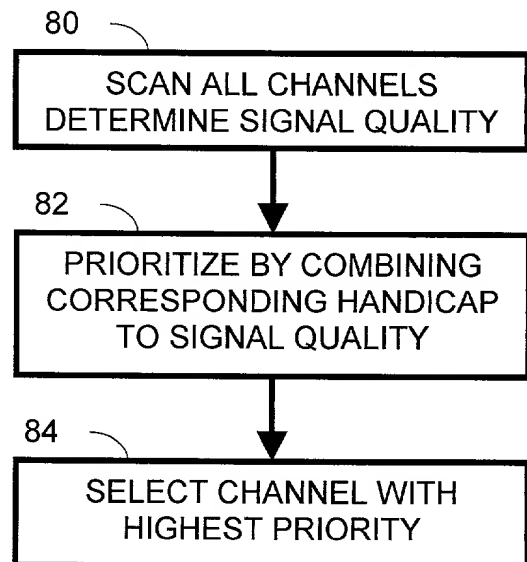 80
SCAN ALL CHANNELS
DETERMINE SIGNAL QUALITY
82
PRIORITIZE BY COMBINING
CORRESPONDING HANDICAP
TO SIGNAL QUALITY
84
SELECT CHANNEL WITH
HIGHEST PRIORITY